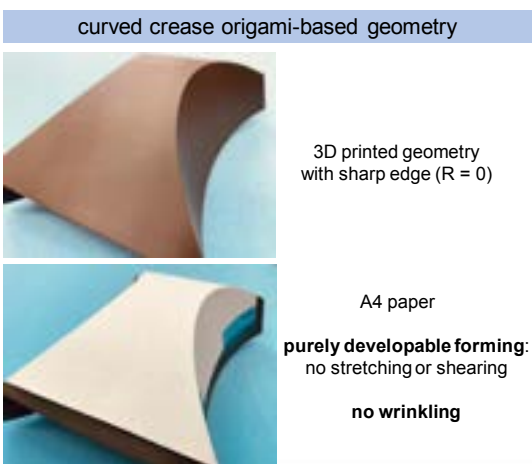 curved crease origami-based geometry
3D printed geometry
with sharp edge (R = 0)
A4 paper
purely developable forming:
no stretching or shearing
no wrinkling